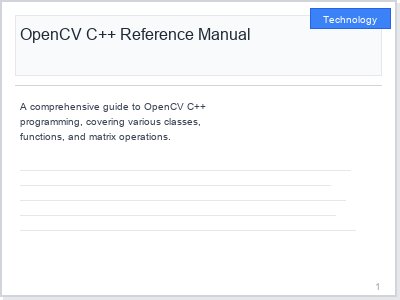 Technology
OpenCV C++ Reference Manual
A comprehensive guide to OpenCV C++
programming, covering various classes,
functions, and matrix operations.
1